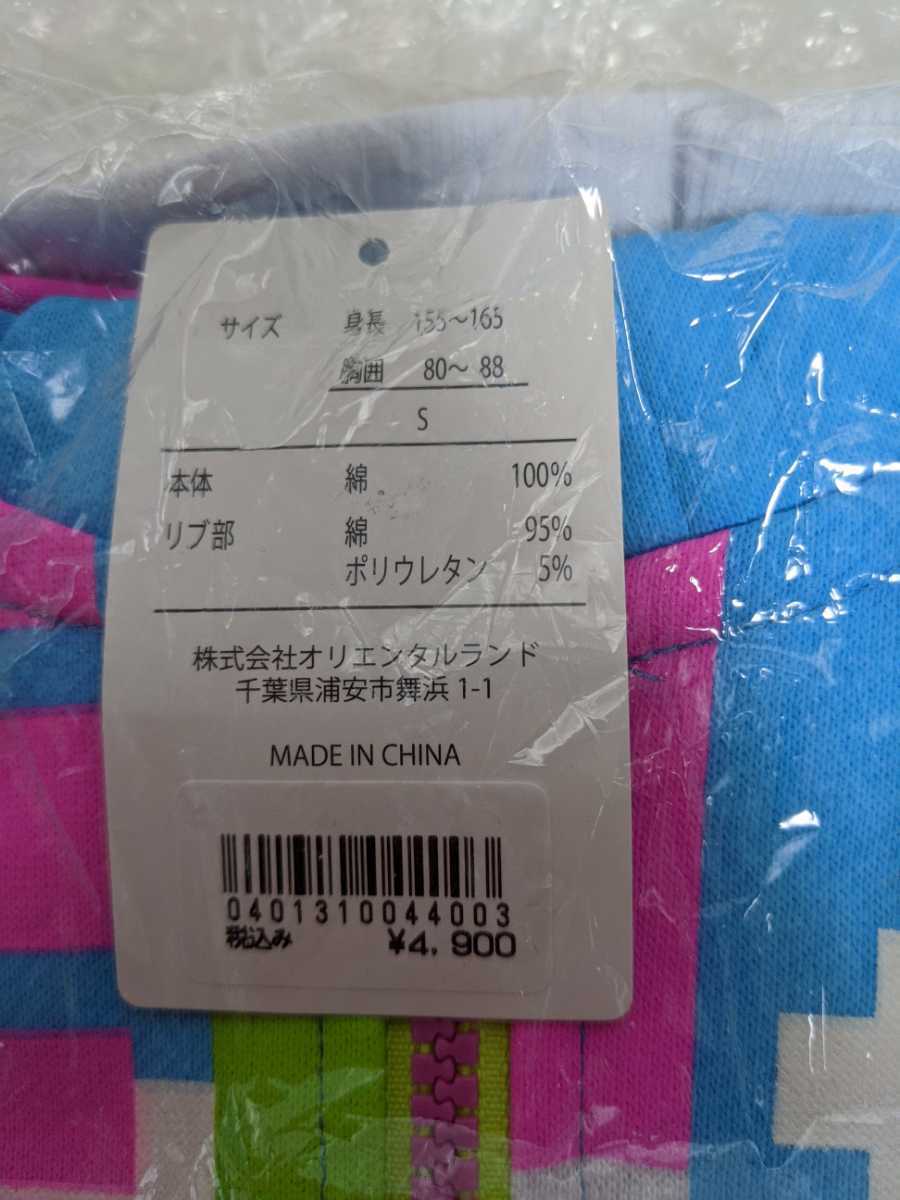 サイズ 身長 155～165
胸囲 80～ 88
S
本体 綿 100%
リブ部 綿 95%
ポリウレタン 5%
株式会社オリエンタルランド
千葉県浦安市舞浜 1-1
MADE IN CHINA
0401310044003
税込み ¥4,900